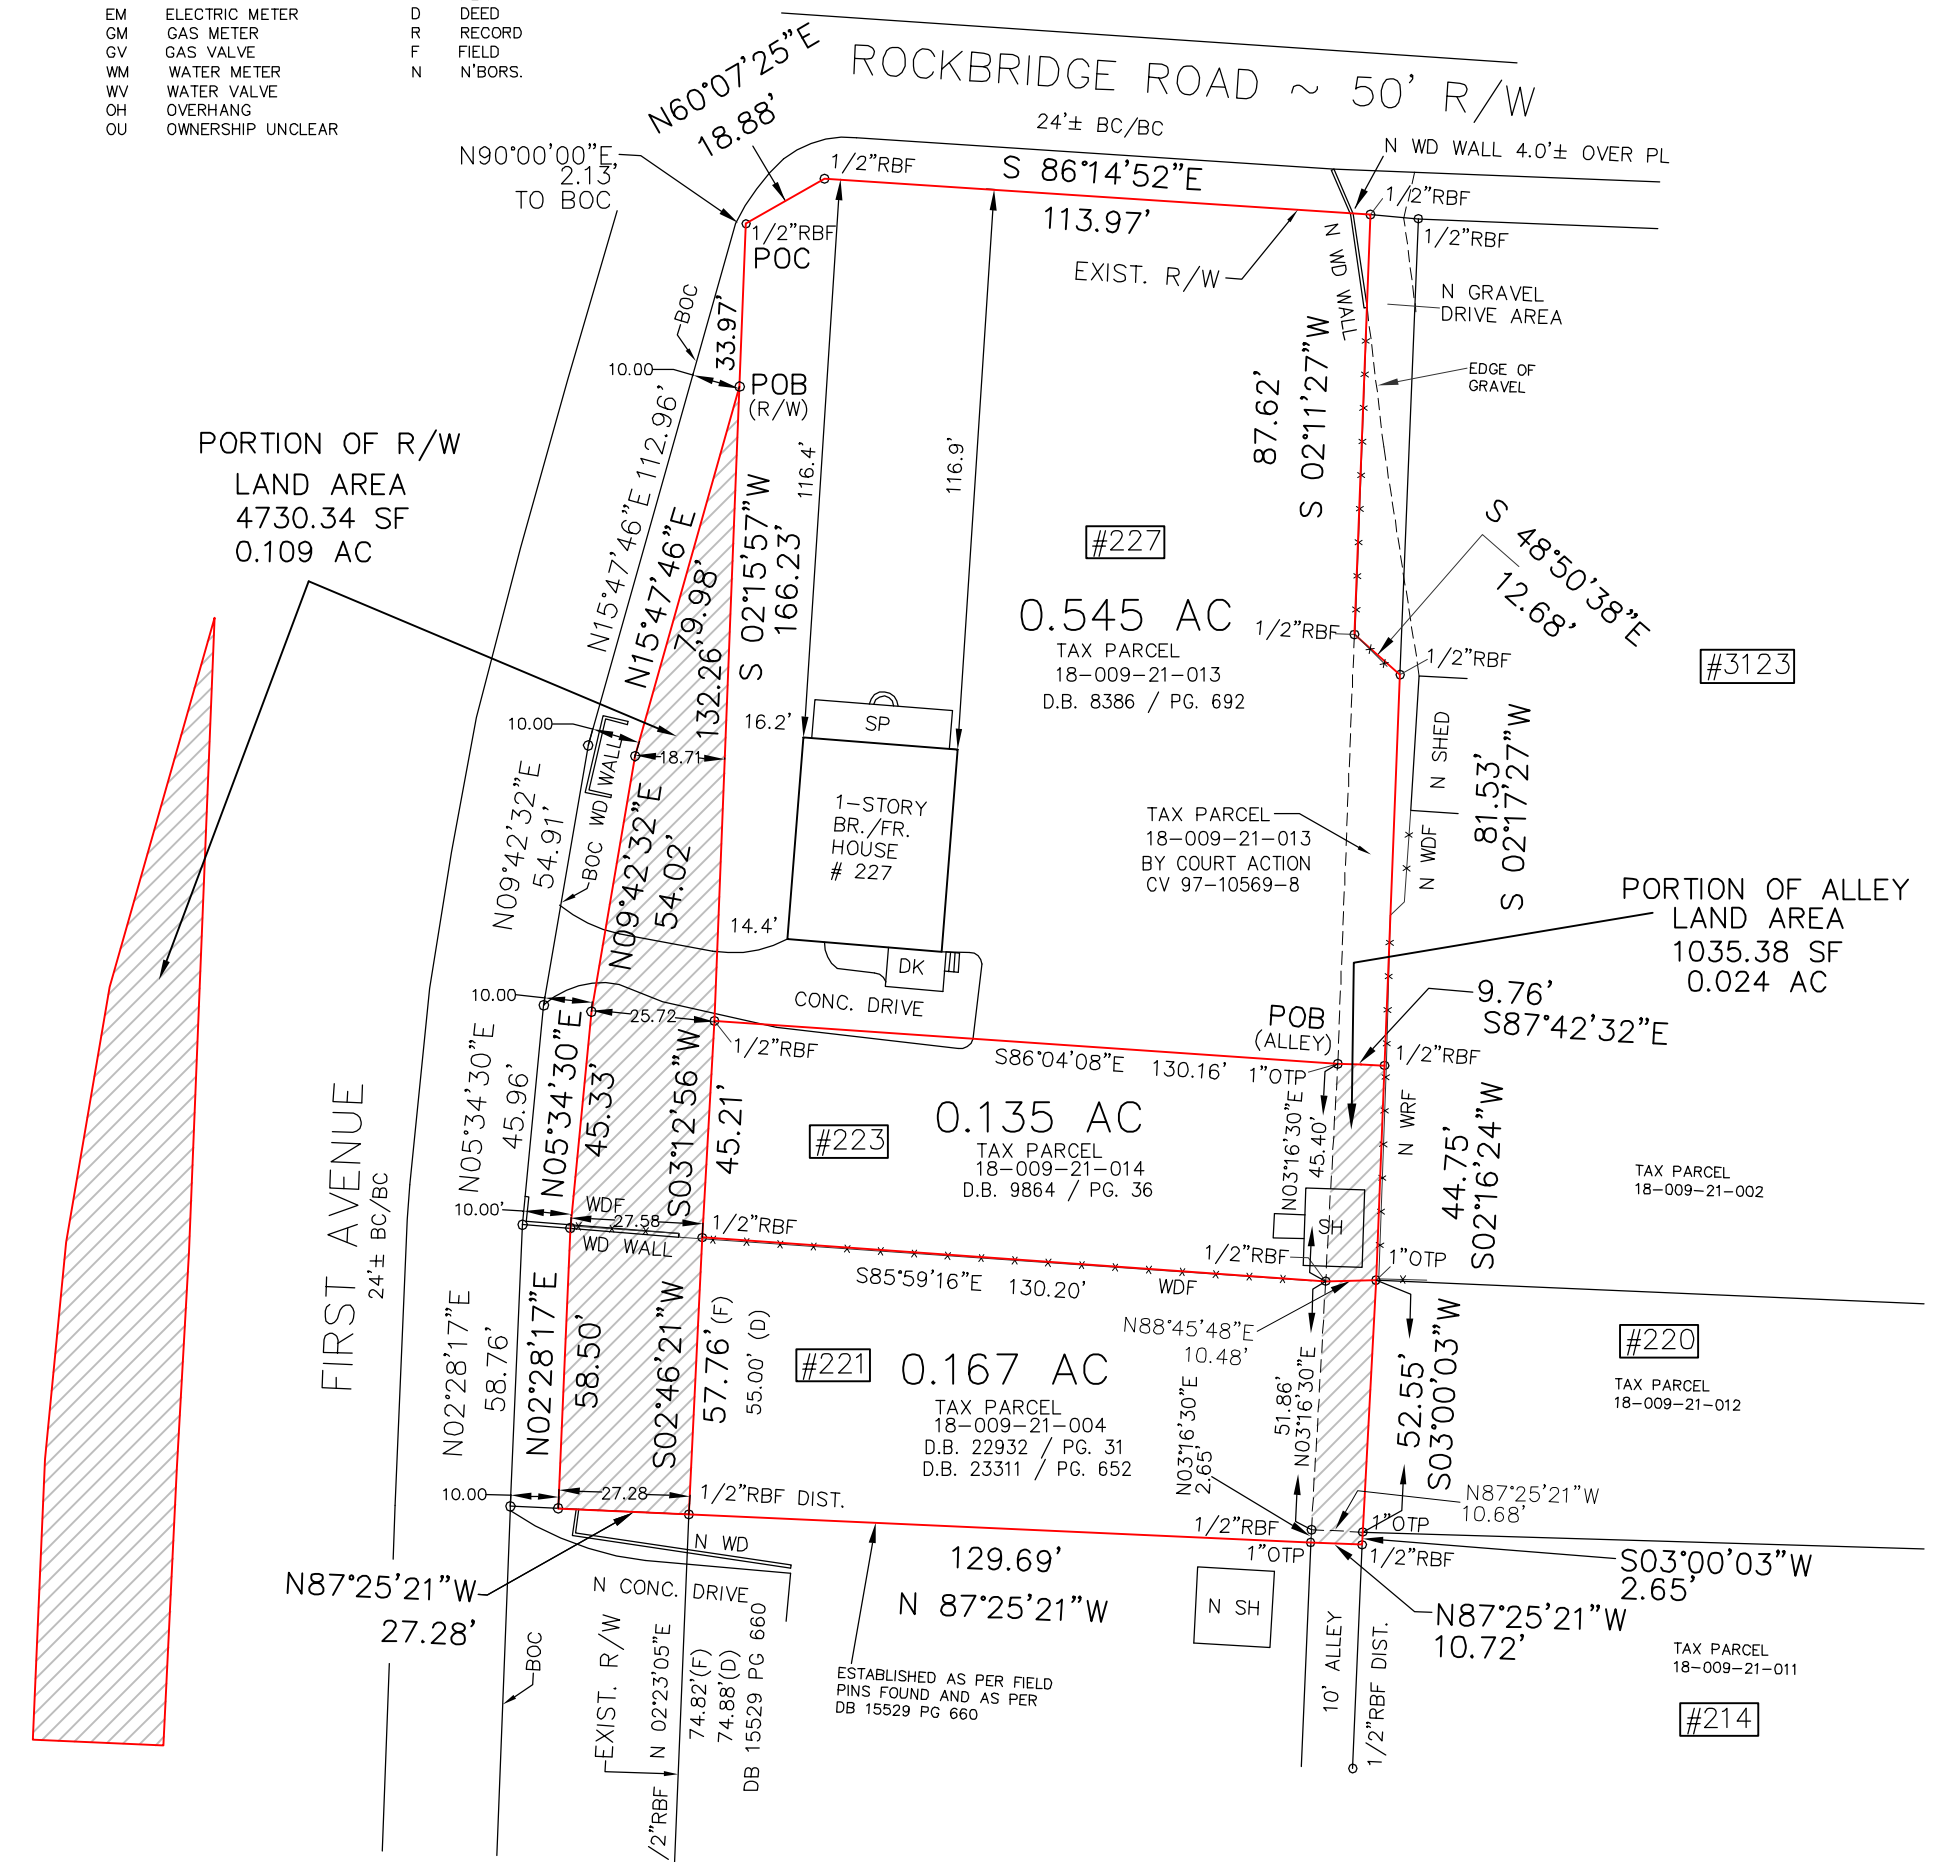 EM ELECTRIC METER
GM GAS METER
GV GAS VALVE
WM WATER METER
WV WATER VALVE
OH OVERHANG
OU OWNERSHIP UNCLEAR
D DEED
R RECORD
F FIELD
N N'BORS.
ROCKBRIDGE ROAD ~ 50' R/W
24'± BC/BC
N60°07'25"E
18.88'
N90°00'00"E
2.13'
TO BOC
1/2"RBF
S 86°14'52"E
113.97'
N WD WALL 4.0'± OVER PL
1/2"RBF
1/2"RBF
1/2"RBF
POC
EXIST. R/W
N WD WALL
N GRAVEL
DRIVE AREA
EDGE OF
GRAVEL
BOC
33.97'
10.00
POB
(R/W)
PORTION OF R/W
LAND AREA
4730.34 SF
0.109 AC
N15°47'46"E 112.96'
N15°47'46"E
79.98'
132.26'
S 02°15'57"W
166.23'
116.4'
116.9'
87.62'
S 02°11'27"W
#227
0.545 AC
TAX PARCEL
18-009-21-013
D.B. 8386 / PG. 692
S 48°50'38"E
12.68'
1/2"RBF
1/2"RBF
#3123
10.00
18.71
16.2'
SP
1-STORY
BR./FR.
HOUSE
# 227
14.4'
DK
CONC. DRIVE
BOC WD WALL
N09°42'32"E
54.91'
N09°42'32"E
54.02'
TAX PARCEL
18-009-21-013
BY COURT ACTION
CV 97-10569-8
N SHED
N WDF
81.53'
S 02°17'27"W
PORTION OF ALLEY
LAND AREA
1035.38 SF
0.024 AC
9.76'
S87°42'32"E
10.00
25.72
1/2"RBF
S86°04'08"E 130.16'
POB
(ALLEY)
1"OTP
1/2"RBF
FIRST AVENUE
24'± BC/BC
N05°34'30"E
45.96'
N05°34'30"E
45.33'
S03°12'56"W
45.21'
#223
0.135 AC
TAX PARCEL
18-009-21-014
D.B. 9864 / PG. 36
N03°16'30"E
45.40'
N WRF
44.75'
S02°16'24"W
TAX PARCEL
18-009-21-002
10.00'
WDF
27.58
WD WALL
1/2"RBF
SH
1/2"RBF
1"OTP
S85°59'16"E 130.20'
WDF
N88°45'48"E
10.48'
N02°28'17"E
58.76'
N02°28'17"E
58.50'
S02°46'21"W
57.76'(F)
55.00' (D)
#221
0.167 AC
TAX PARCEL
18-009-21-004
D.B. 22932 / PG. 31
D.B. 23311 / PG. 652
N03°16'30"E
2.65'
51.86'
N03°16'30"E
52.55'
S03°00'03"W
#220
TAX PARCEL
18-009-21-012
10.00
27.28
1/2"RBF DIST.
1/2"RBF
1"OTP
N87°25'21"W
10.68'
1"OTP
1/2"RBF
N WD
129.69'
N 87°25'21"W
S03°00'03"W
2.65'
N87°25'21"W
27.28'
N CONC. DRIVE
N SH
N87°25'21"W
10.72'
BOC
EXIST. R/W
/2"RBF N 02°23'05"E
74.82'(F)
74.88'(D)
DB 15529 PG 660
ESTABLISHED AS PER FIELD
PINS FOUND AND AS PER
DB 15529 PG 660
10' ALLEY
1/2"RBF DIST.
TAX PARCEL
18-009-21-011
#214